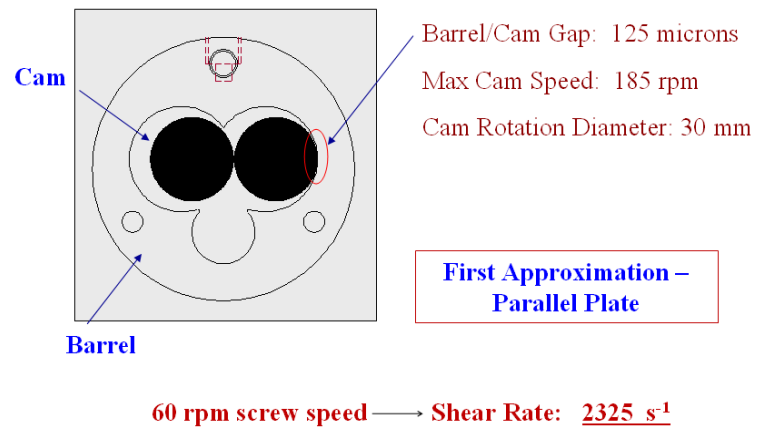 Barrel/Cam Gap: 125 microns
Cam
Max Cam Speed: 185 rpm
Cam Rotation Diameter: 30 mm
First Approximation –
Parallel Plate
Barrel
60 rpm screw speed → Shear Rate: 2325 s⁻¹